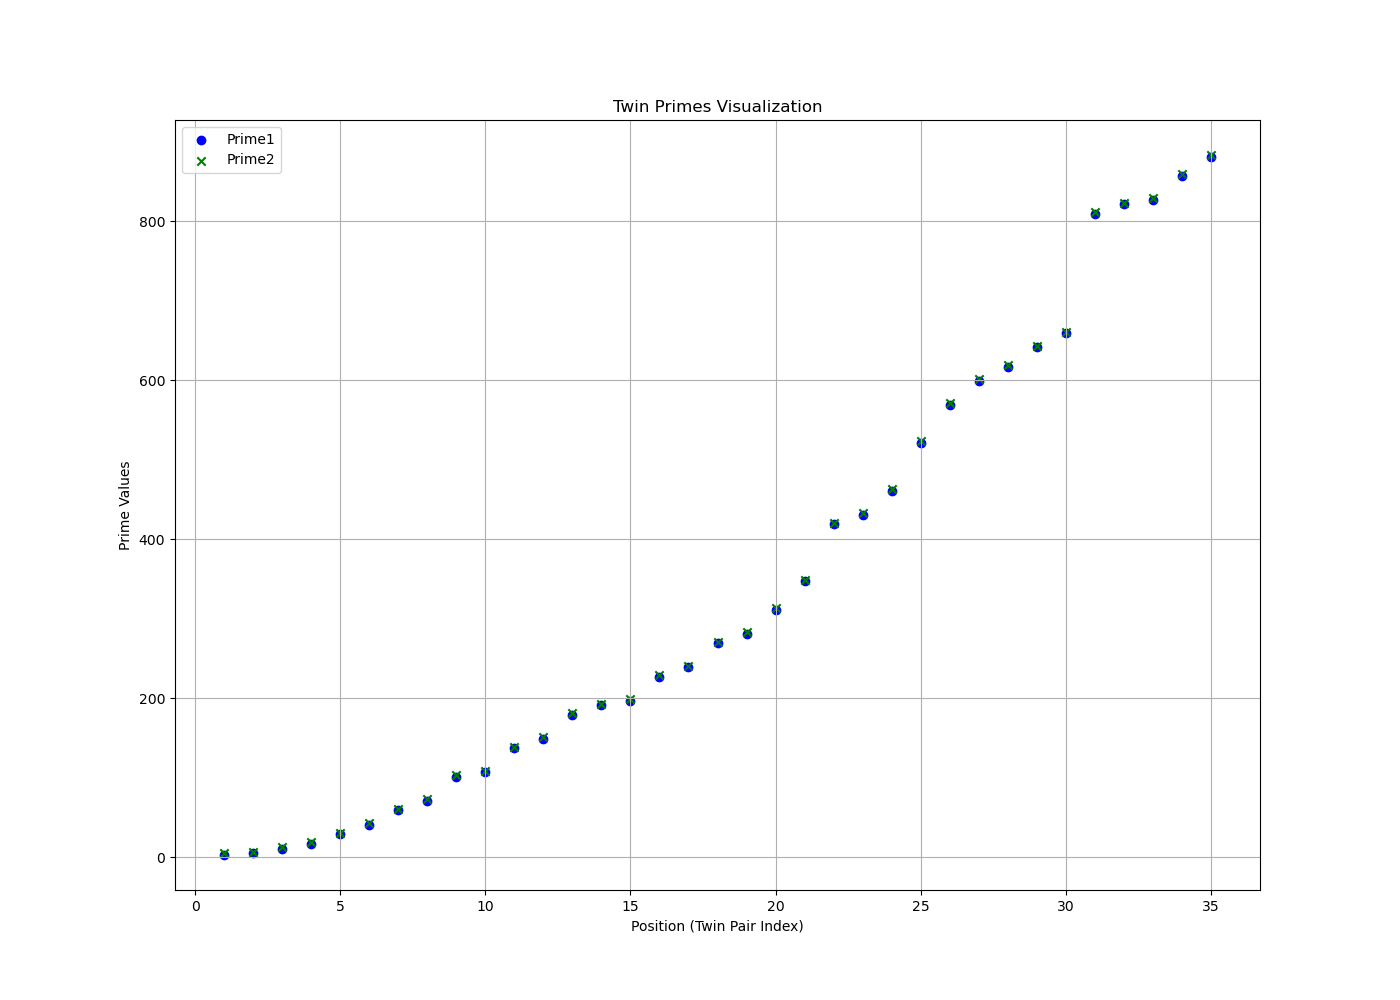 Twin Primes Visualization
Prime1
Prime2
Prime Values
800
600
400
200
0
0 5 10 15 20 25 30 35
Position (Twin Pair Index)